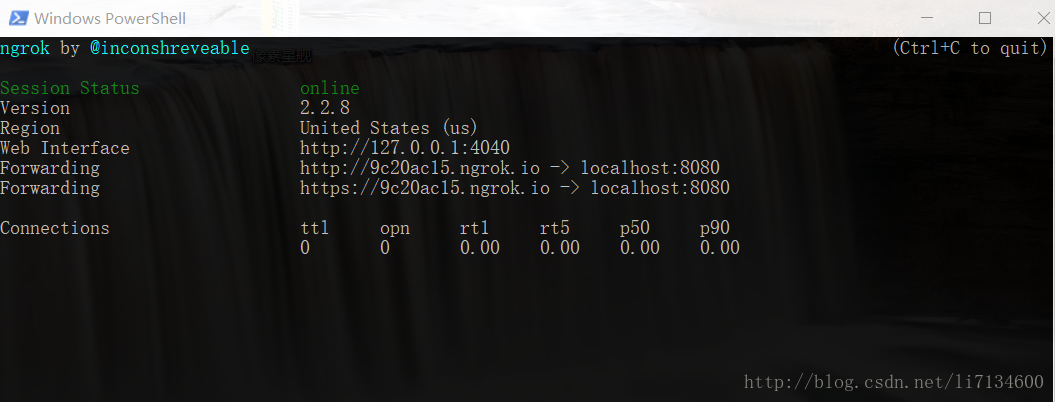 Windows PowerShell
ngrok by @inconshreveable (Ctrl+C to quit)
Session Status online
Version 2.2.8
Region United States (us)
Web Interface http://127.0.0.1:4040
Forwarding http://9c20ac15.ngrok.io -> localhost:8080
Forwarding https://9c20ac15.ngrok.io -> localhost:8080
Connections ttl opn rt1 rt5 p50 p90
0 0 0.00 0.00 0.00 0.00
http://blog.csdn.net/li7134600